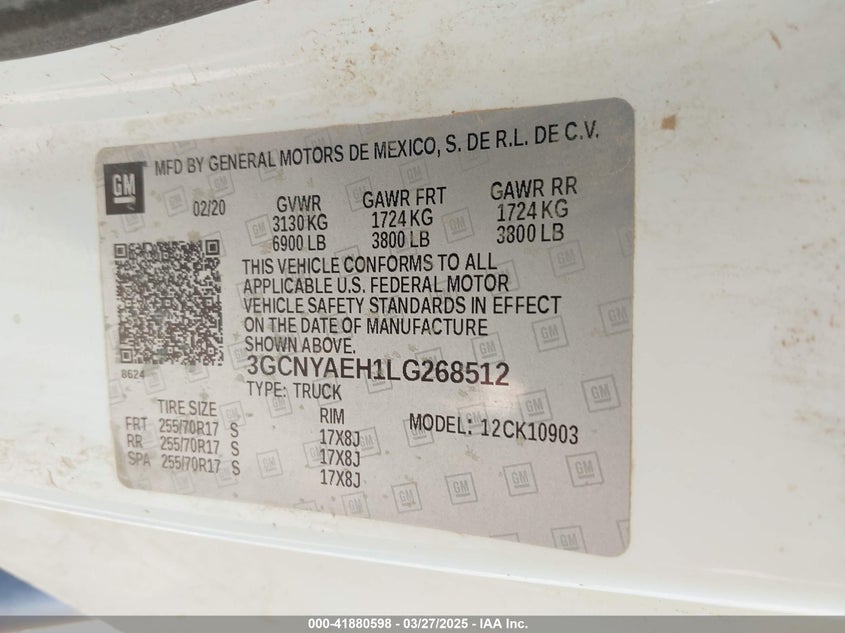 GM
MFD BY GENERAL MOTORS DE MEXICO, S. DE R.L. DE C.V.
02/20 GVWR GAWR FRT GAWR RR
3130 KG 1724 KG 1724 KG
6900 LB 3800 LB 3800 LB
THIS VEHICLE CONFORMS TO ALL
APPLICABLE U.S. FEDERAL MOTOR
VEHICLE SAFETY STANDARDS IN EFFECT
ON THE DATE OF MANUFACTURE
SHOWN ABOVE.
8624
3GCNYAEH1LG268512
TYPE: TRUCK
TIRE SIZE RIM MODEL: 12CK10903
FRT 255/70R17 S 17X8J
RR 255/70R17 S 17X8J
SPA 255/70R17 S 17X8J
000-41880598 - 03/27/2025 - IAA Inc.